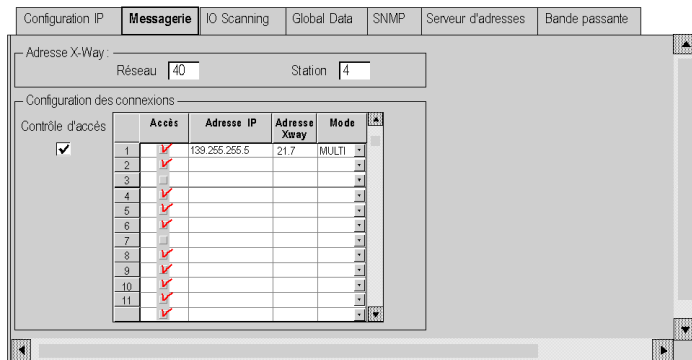 Configuration IP Messagerie IO Scanning Global Data SNMP Serveur d'adresses Bande passante
Adresse X-Way :
Réseau 40 Station 4
Configuration des connexions
Contrôle d'accés
Accès Adresse IP Adresse Xway Mode
1 139.255.255.5 21.7 MULTI
2
3
4
5
6
7
8
9
10
11